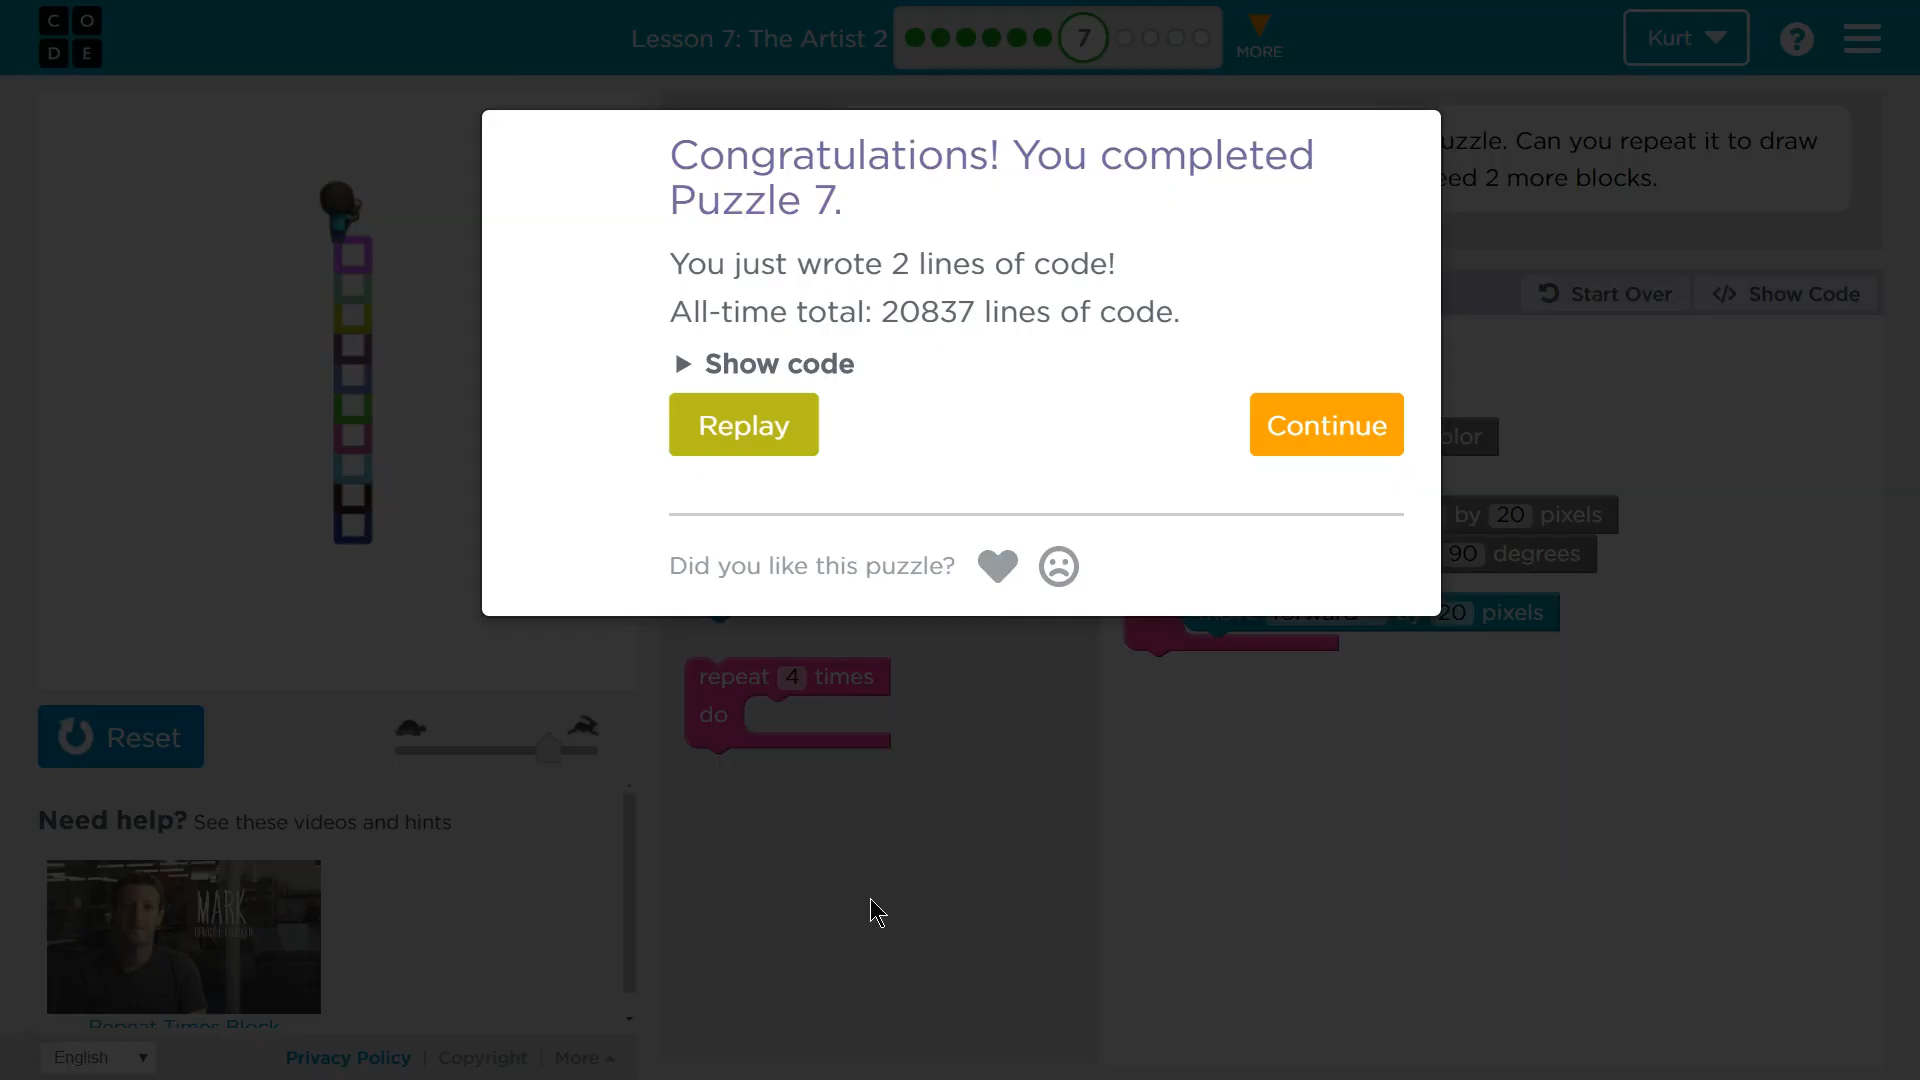 C O
D E
Lesson 7: The Artist 2
7
MORE
Kurt
?
Congratulations! You completed
Puzzle 7.
You just wrote 2 lines of code!
All-time total: 20837 lines of code.
Show code
Replay
Continue
Did you like this puzzle?
uzzle. Can you repeat it to draw
eed 2 more blocks.
Start Over
</> Show Code
olor
by 20 pixels
90 degrees
20 pixels
repeat 4 times
do
Reset
Need help? See these videos and hints
MARK
Repeat Times Block
English
Privacy Policy | Copyright | More